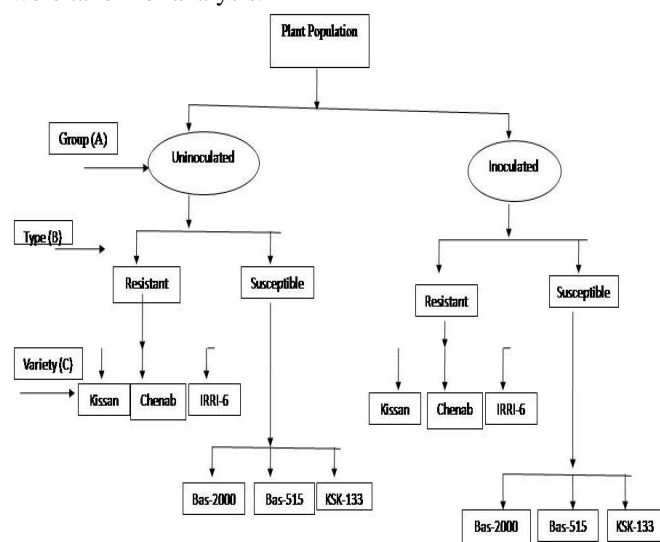 Plant Population
Group (A)
Uninoculated
Inoculated
Type (B)
Resistant
Susceptible
Resistant
Susceptible
Variety (C)
Kissan
Chenab
IRRI-6
Kissan
Chenab
IRRI-6
Bas-2000
Bas-515
KSK-133
Bas-2000
Bas-515
KSK-133